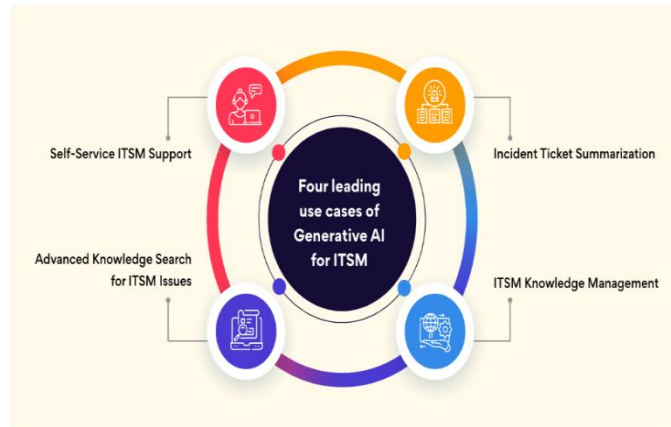 Self-Service ITSM Support
Incident Ticket Summarization
Four leading
use cases of
Generative AI
for ITSM
Advanced Knowledge Search
for ITSM Issues
ITSM Knowledge Management